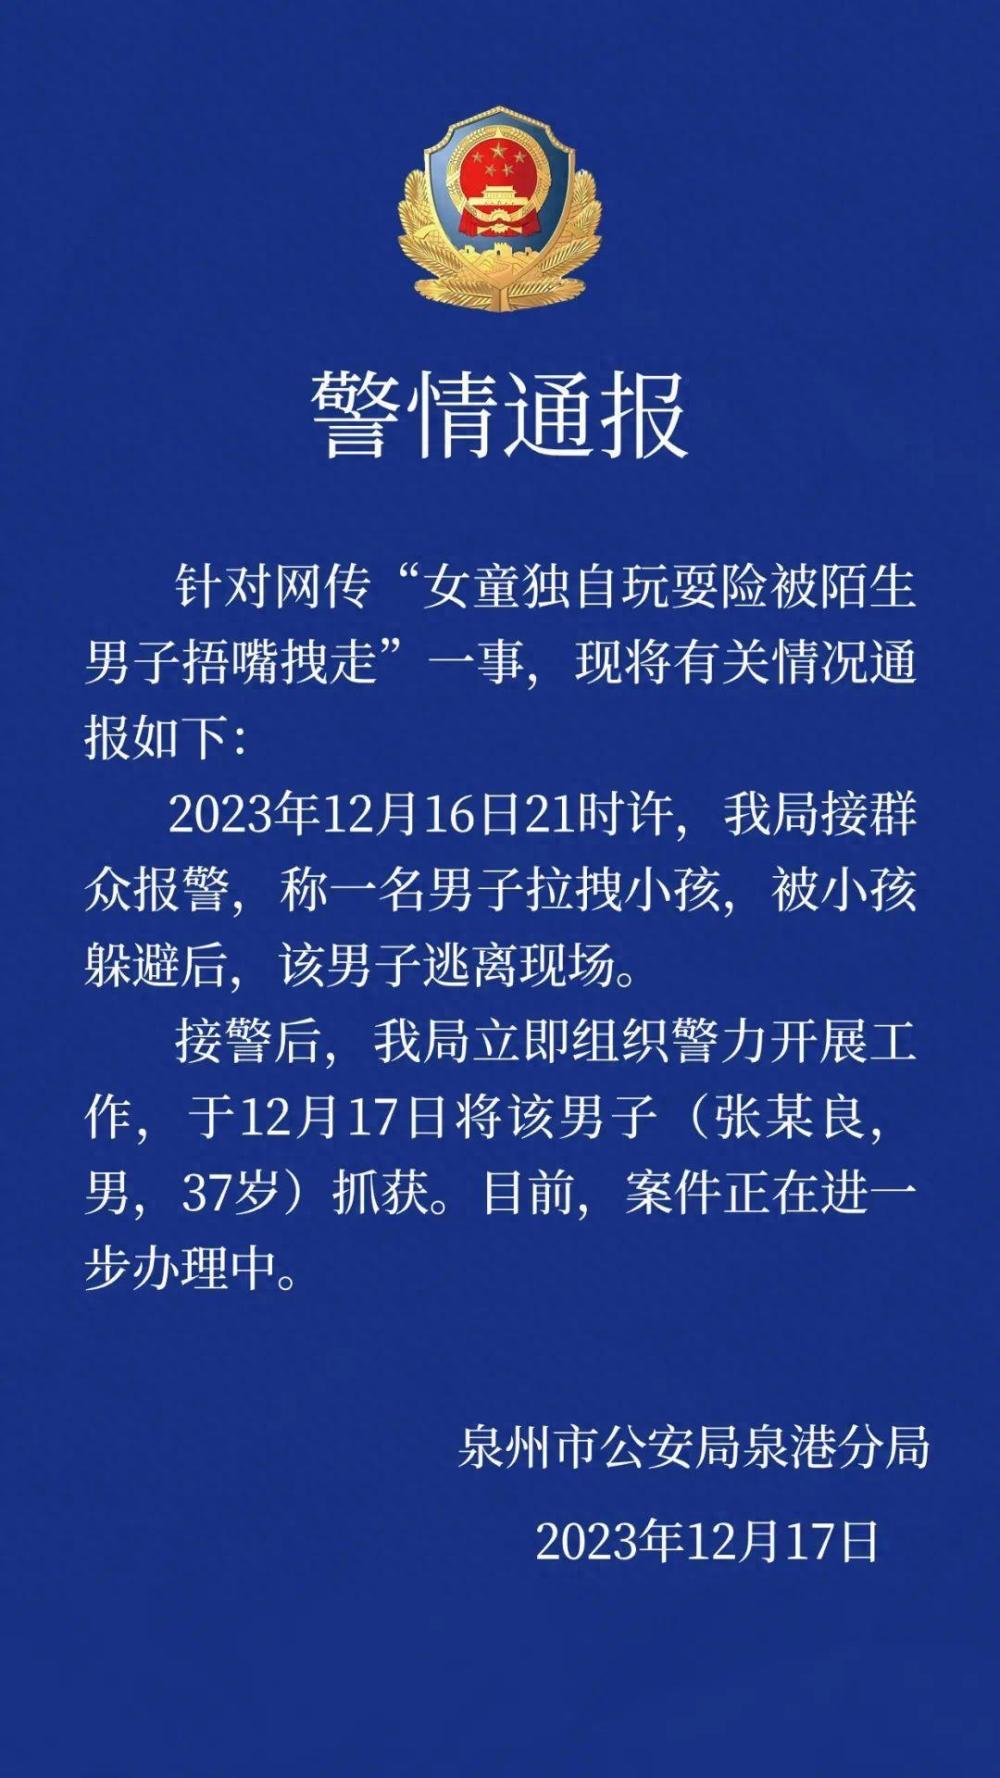 警情通报
针对网传“女童独自玩耍险被陌生
男子捂嘴拽走”一事，现将有关情况通
报如下：
2023年12月16日21时许，我局接群
众报警，称一名男子拉拽小孩，被小孩
躲避后，该男子逃离现场。
接警后，我局立即组织警力开展工
作，于12月17日将该男子（张某良，
男，37岁）抓获。目前，案件正在进一
步办理中。
泉州市公安局泉港分局
2023年12月17日